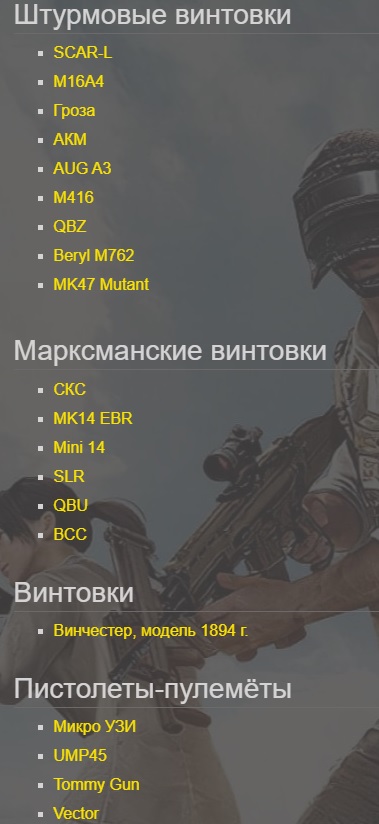 Штурмовые винтовки
SCAR-L
M16A4
Гроза
АКМ
AUG A3
M416
QBZ
Beryl M762
MK47 Mutant
Марксманские винтовки
СКС
MK14 EBR
Mini 14
SLR
QBU
ВСС
Винтовки
Винчестер, модель 1894 г.
Пистолеты-пулемёты
Микро УЗИ
UMP45
Tommy Gun
Vector